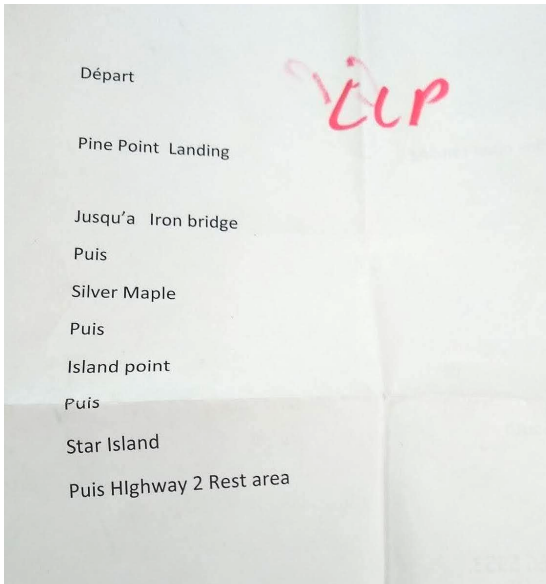 Départ
LLP
Pine Point Landing
Jusqu'a Iron bridge
Puis
Silver Maple
Puis
Island point
Puis
Star Island
Puis HIghway 2 Rest area